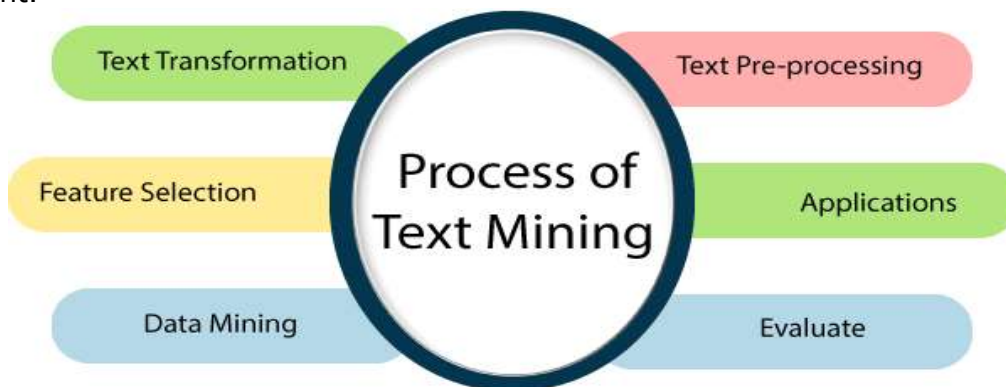 Text Transformation
Text Pre-processing
Process of
Text Mining
Feature Selection
Applications
Data Mining
Evaluate